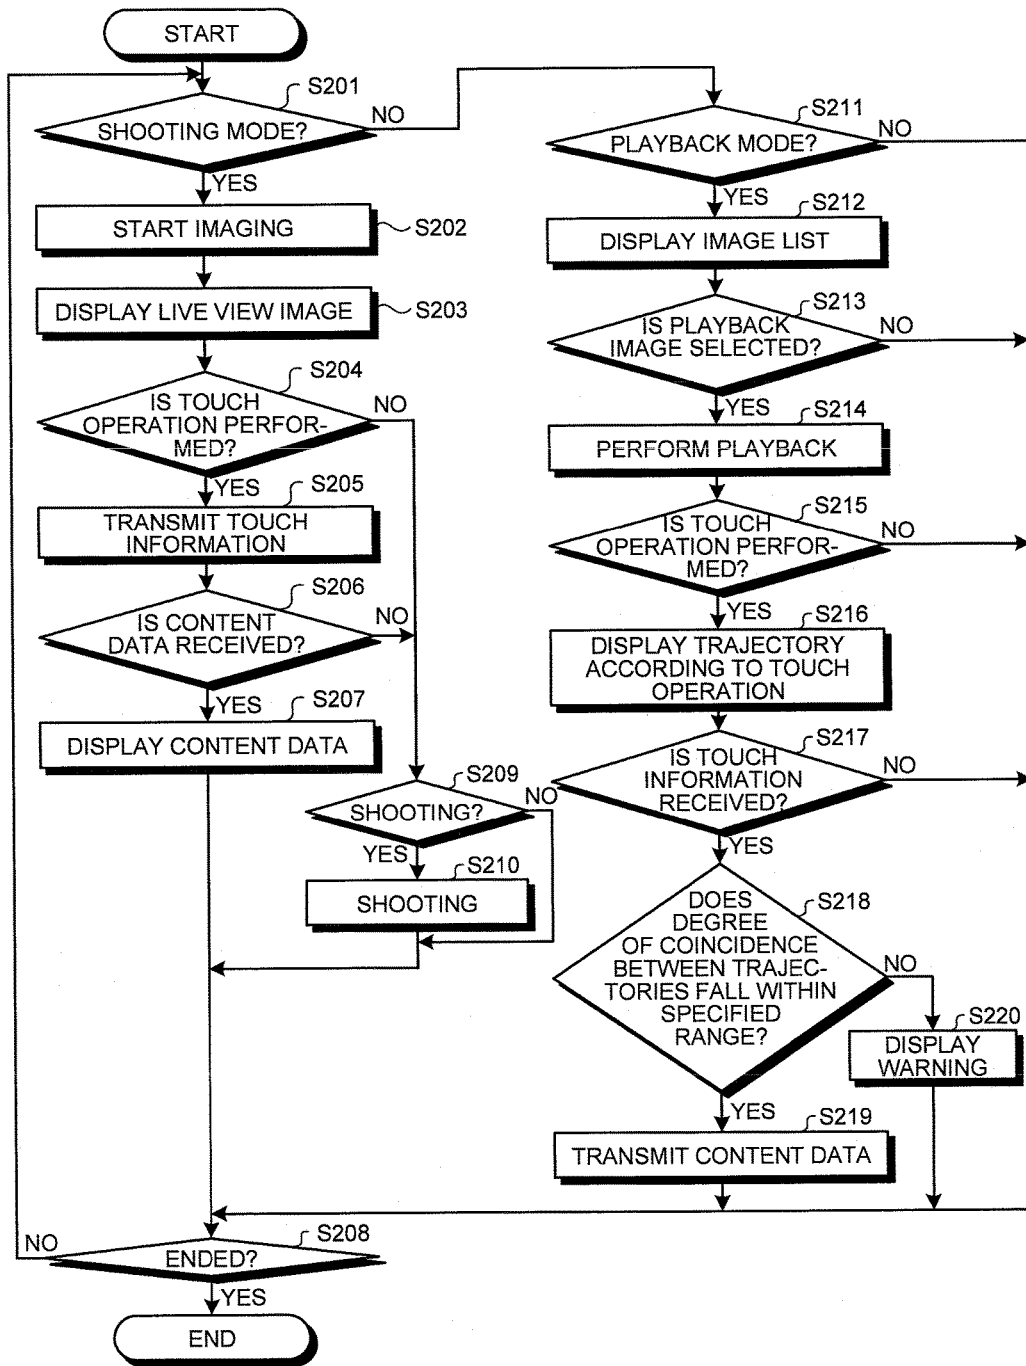 START
S201
SHOOTING MODE?
NO
YES
START IMAGING
S202
DISPLAY LIVE VIEW IMAGE
S203
S204
IS TOUCH
OPERATION PERFOR-
MED?
NO
YES
S205
TRANSMIT TOUCH
INFORMATION
S206
IS CONTENT
DATA RECEIVED?
NO
YES
S207
DISPLAY CONTENT DATA
S209
SHOOTING?
NO
YES
S210
SHOOTING
S211
PLAYBACK MODE?
NO
YES
S212
DISPLAY IMAGE LIST
S213
IS PLAYBACK
IMAGE SELECTED?
NO
YES
S214
PERFORM PLAYBACK
S215
IS TOUCH
OPERATION PERFOR-
MED?
NO
YES
S216
DISPLAY TRAJECTORY
ACCORDING TO TOUCH
OPERATION
S217
IS TOUCH
INFORMATION
RECEIVED?
NO
YES
S218
DOES
DEGREE
OF COINCIDENCE
BETWEEN TRAJEC-
TORIES FALL WITHIN
SPECIFIED
RANGE?
NO
S220
DISPLAY
WARNING
YES
S219
TRANSMIT CONTENT DATA
S208
ENDED?
NO
YES
END